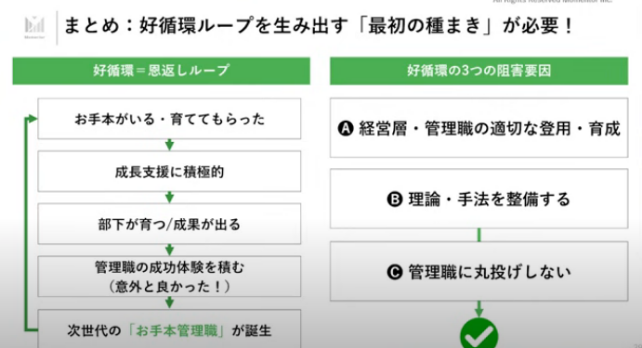 All Rights Reserved Momentor Inc.
まとめ：好循環ループを生み出す「最初の種まき」が必要！
好循環＝恩返しループ
お手本がいる・育ててもらった
成長支援に積極的
部下が育つ/成果が出る
管理職の成功体験を積む
（意外と良かった！）
次世代の「お手本管理職」が誕生
好循環の3つの阻害要因
A 経営層・管理職の適切な登用・育成
B 理論・手法を整備する
C 管理職に丸投げしない